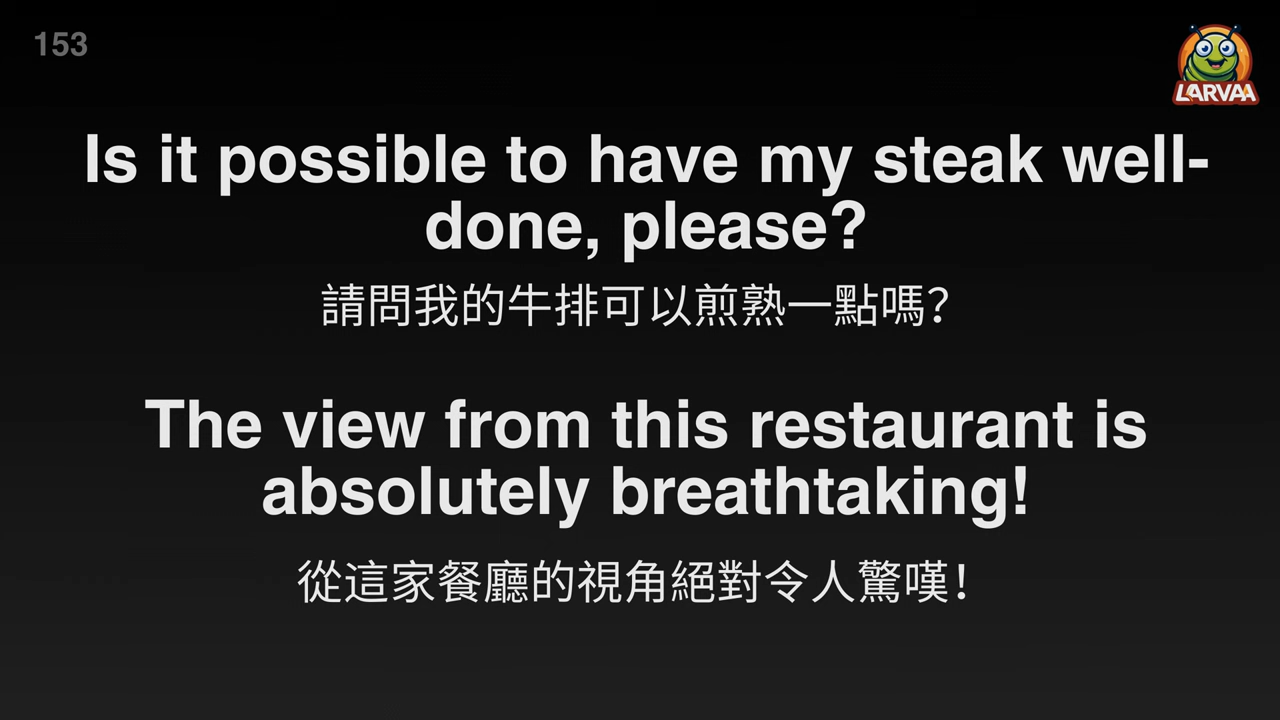 153
LARVAA
Is it possible to have my steak well-
done, please?
請問我的牛排可以煎熟一點嗎？
The view from this restaurant is
absolutely breathtaking!
從這家餐廳的視角絕對令人驚嘆！